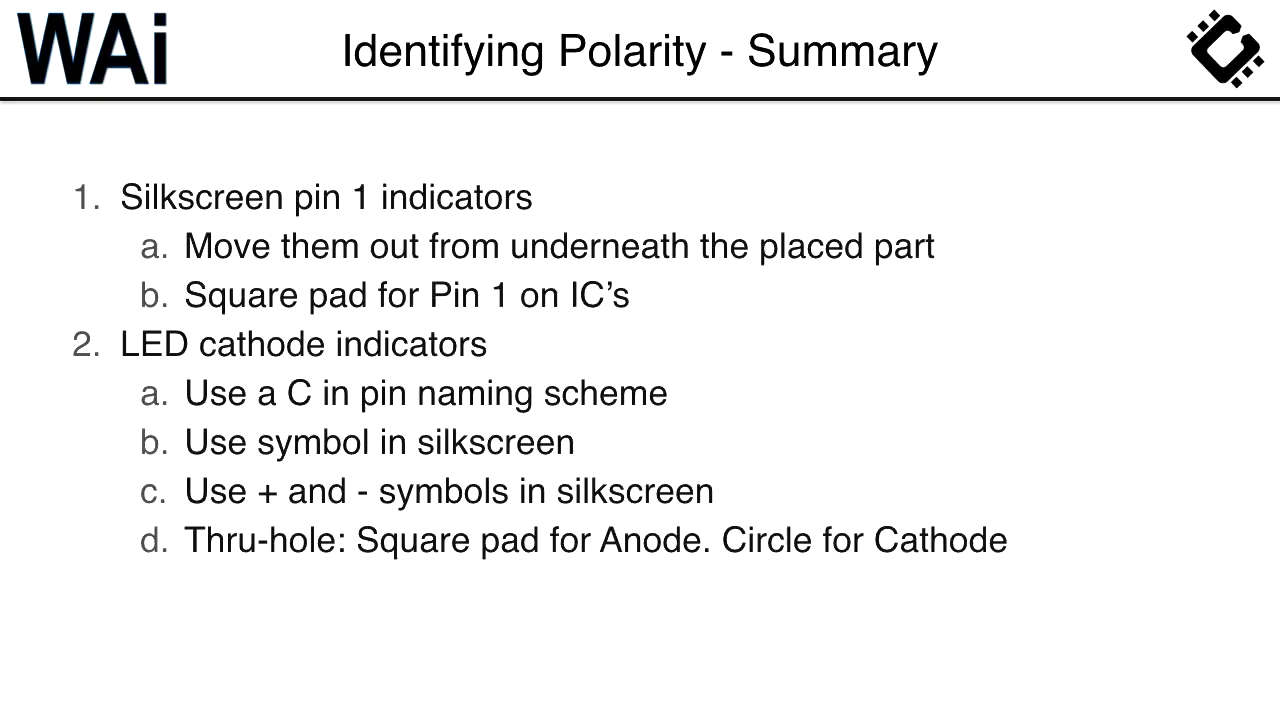 WAi
Identifying Polarity - Summary
1. Silkscreen pin 1 indicators
a. Move them out from underneath the placed part
b. Square pad for Pin 1 on IC’s
2. LED cathode indicators
a. Use a C in pin naming scheme
b. Use symbol in silkscreen
c. Use + and - symbols in silkscreen
d. Thru-hole: Square pad for Anode. Circle for Cathode